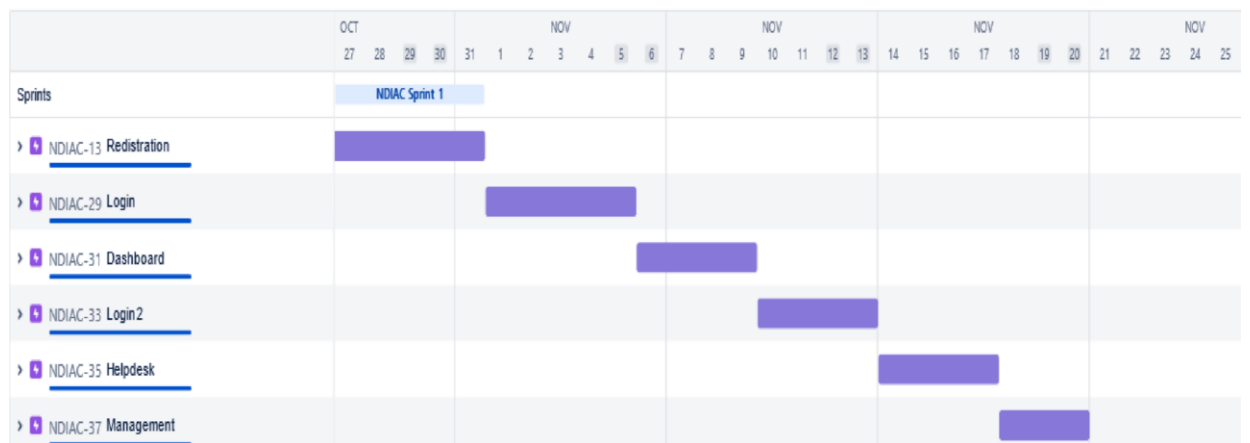 OCT NOV NOV NOV NOV
27 28 29 30 31 1 2 3 4 5 6 7 8 9 10 11 12 13 14 15 16 17 18 19 20 21 22 23 24 25
Sprints NDIAC Sprint 1
NDIAC-13 Redistration
NDIAC-29 Login
NDIAC-31 Dashboard
NDIAC-33 Login2
NDIAC-35 Helpdesk
NDIAC-37 Management